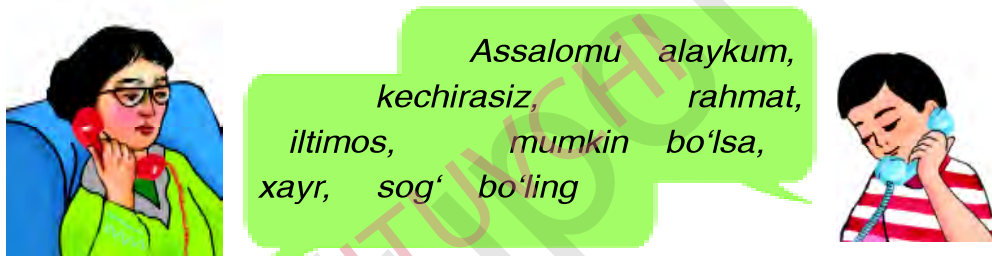 Assalomu alaykum,
kechirasiz, rahmat,
iltimos, mumkin bo‘lsa,
xayr, sog‘ bo‘ling